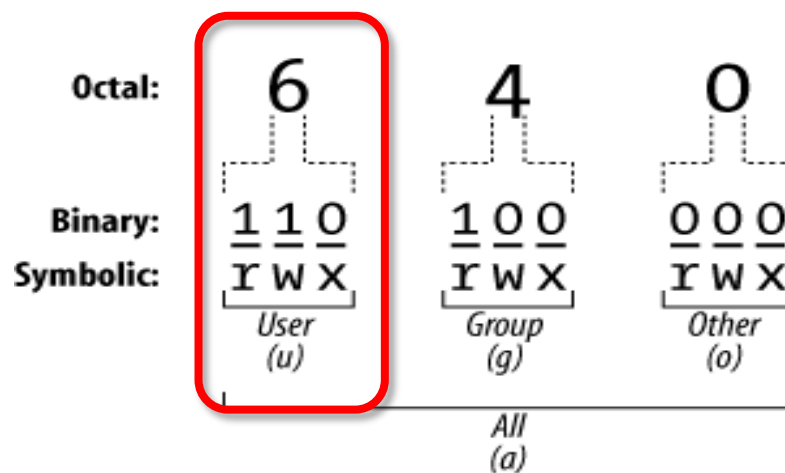 Octal: 6 4 0
Binary: 1 1 0 1 0 0 0 0 0
Symbolic: r w x r w x r w x
User Group Other
(u) (g) (o)
All
(a)